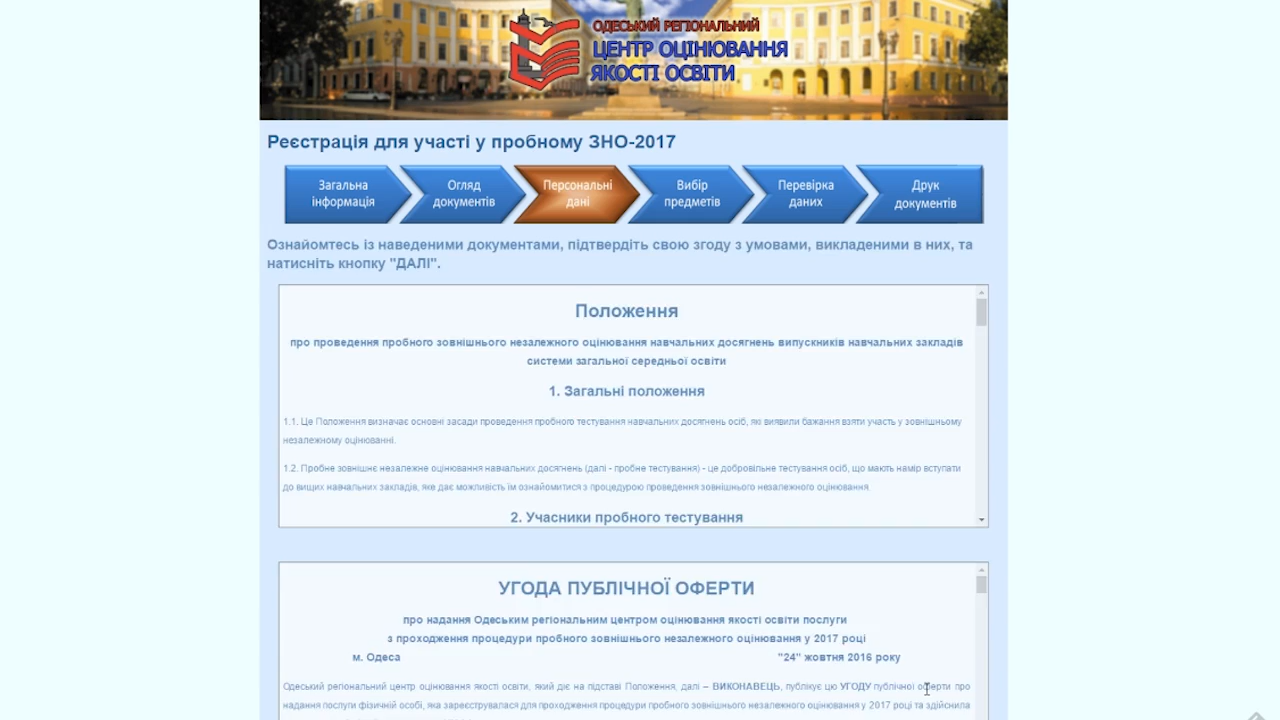 ОДЕСЬКИЙ РЕГІОНАЛЬНИЙ
ЦЕНТР ОЦІНЮВАННЯ
ЯКОСТІ ОСВІТИ
Реєстрація для участі у пробному ЗНО-2017
Загальна
інформація
Огляд
документів
Персональні
дані
Вибір
предметів
Перевірка
даних
Друк
документів
Ознайомтесь із наведеними документами, підтвердіть свою згоду з умовами, викладеними в них, та
натисніть кнопку "ДАЛІ".
Положення
про проведення пробного зовнішнього незалежного оцінювання навчальних досягнень випускників навчальних закладів
системи загальної середньої освіти
1. Загальні положення
1.1. Це Положення визначає основні засади проведення пробного тестування навчальних досягнень осіб, які виявили бажання взяти участь у зовнішньому
незалежному оцінюванні.
1.2. Пробне зовнішнє незалежне оцінювання навчальних досягнень (далі - пробне тестування) - це добровільне тестування осіб, що мають намір вступати
до вищих навчальних закладів, яке дає можливість їм ознайомитися з процедурою проведення зовнішнього незалежного оцінювання.
2. Учасники пробного тестування
УГОДА ПУБЛІЧНОЇ ОФЕРТИ
про надання Одеським регіональним центром оцінювання якості освіти послуги
з проходження процедури пробного зовнішнього незалежного оцінювання у 2017 році
м. Одеса "24" жовтня 2016 року
Одеський регіональний центр оцінювання якості освіти, який діє на підставі Положення, далі – ВИКОНАВЕЦЬ, публікує цю УГОДУ публічної оферти про
надання послуги фізичній особі, яка зареєструвалася для проходження процедури пробного зовнішнього незалежного оцінювання у 2017 році та здійснила